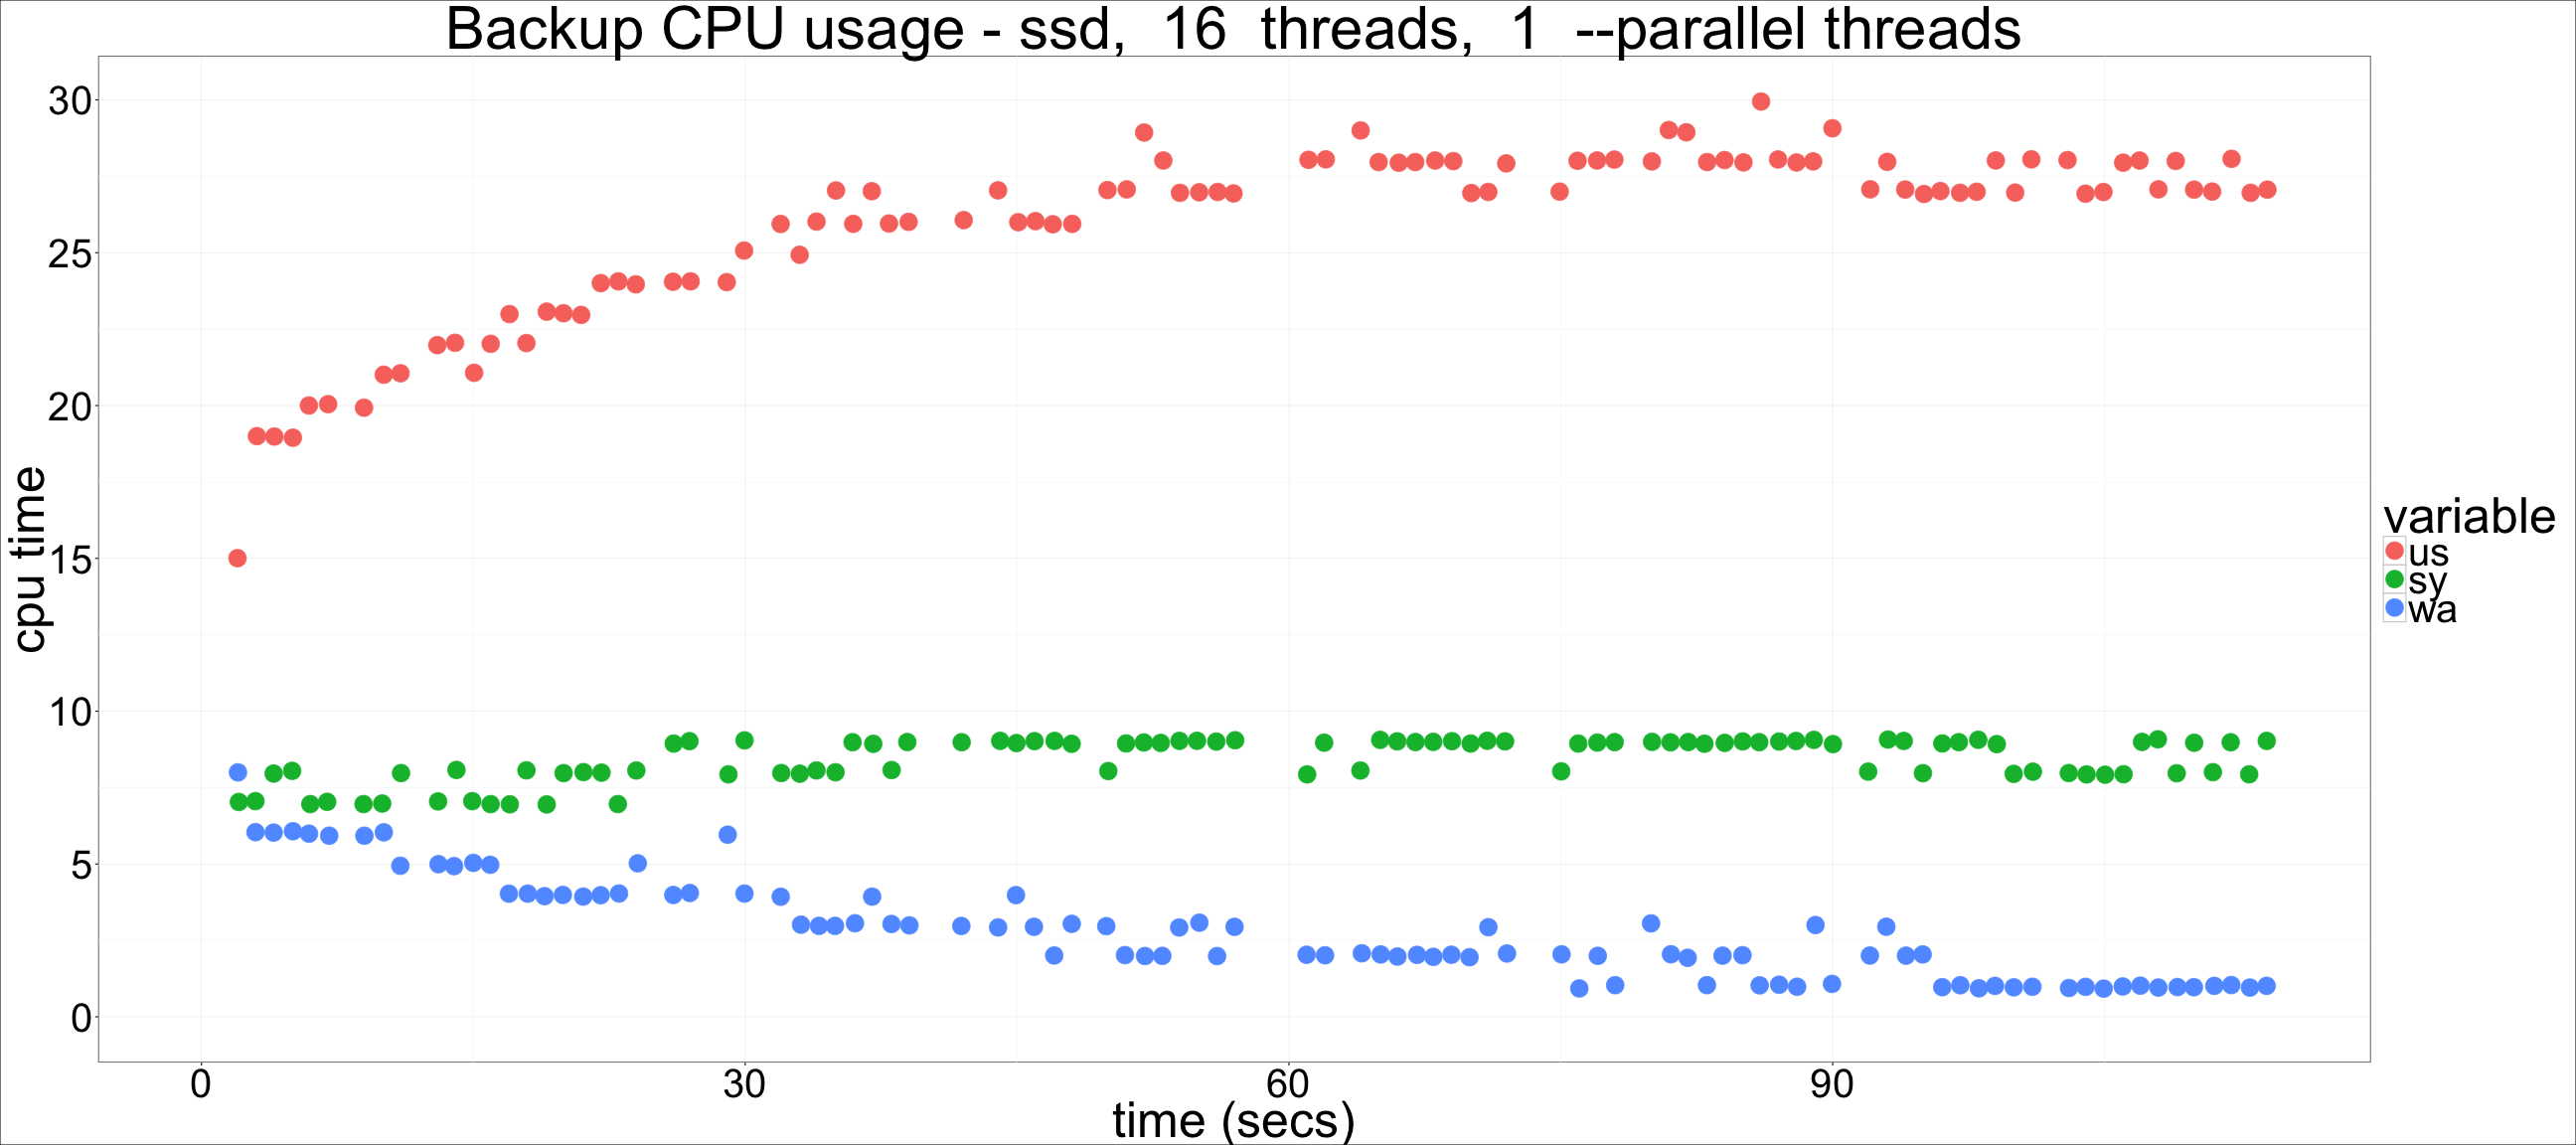 Backup CPU usage - ssd,  16  threads,  1  --parallel threads
30
25
20
15
10
5
0
cpu time
0 30 60 90
time (secs)
variable
us
sy
wa